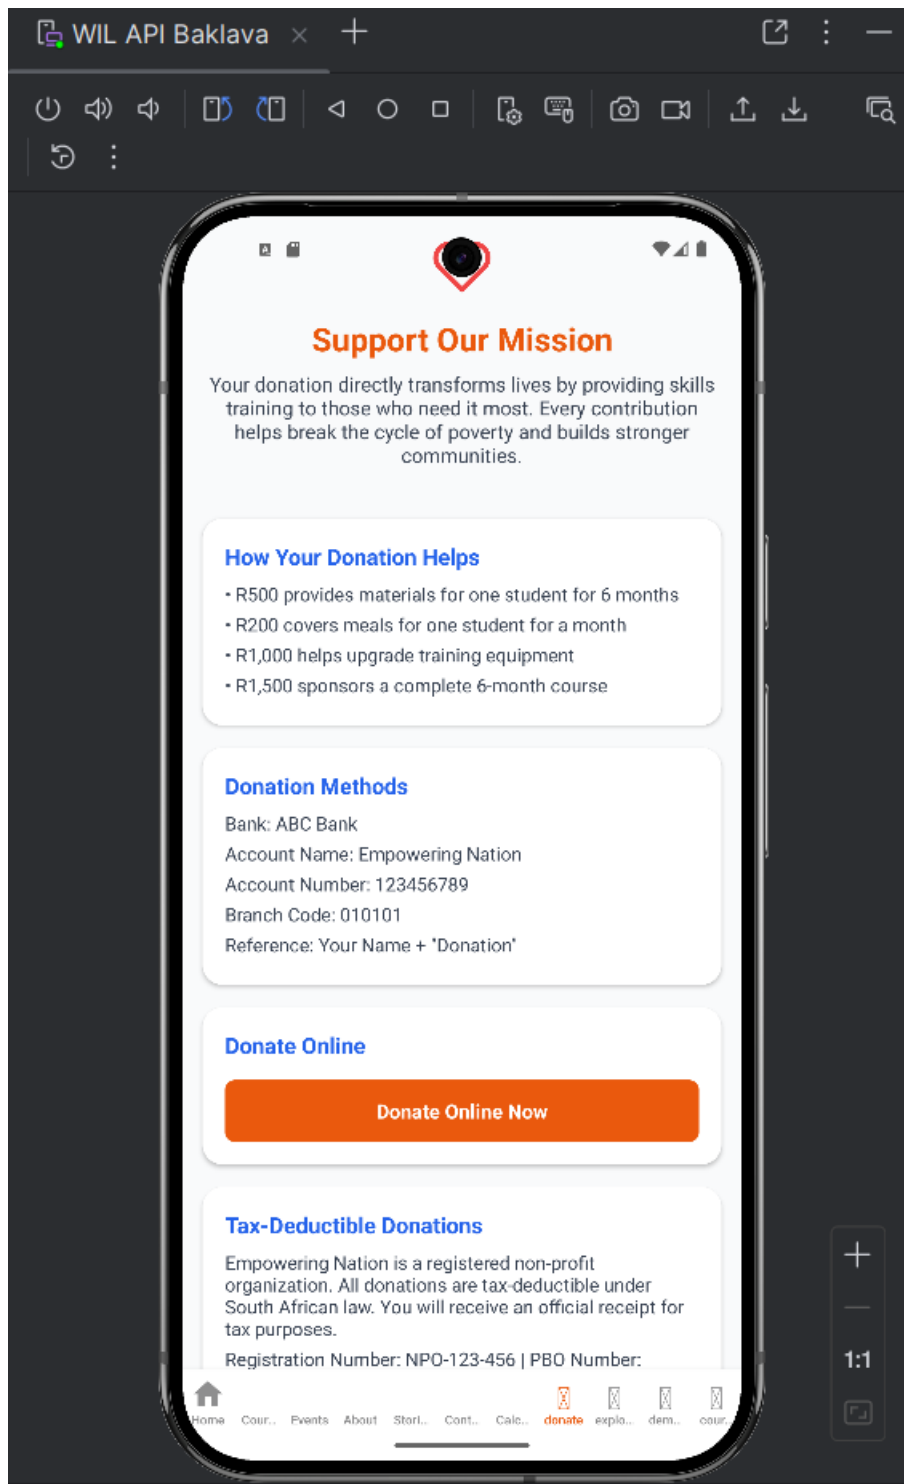 WIL API Baklava
Support Our Mission
Your donation directly transforms lives by providing skills
training to those who need it most. Every contribution
helps break the cycle of poverty and builds stronger
communities.
How Your Donation Helps
• R500 provides materials for one student for 6 months
• R200 covers meals for one student for a month
• R1,000 helps upgrade training equipment
• R1,500 sponsors a complete 6-month course
Donation Methods
Bank: ABC Bank
Account Name: Empowering Nation
Account Number: 123456789
Branch Code: 010101
Reference: Your Name + "Donation"
Donate Online
Donate Online Now
Tax-Deductible Donations
Empowering Nation is a registered non-profit
organization. All donations are tax-deductible under
South African law. You will receive an official receipt for
tax purposes.
Registration Number: NPO-123-456 | PBO Number:
Home Cour... Events About Stori... Cont... Calc... donate explo... dem... cour...
1:1